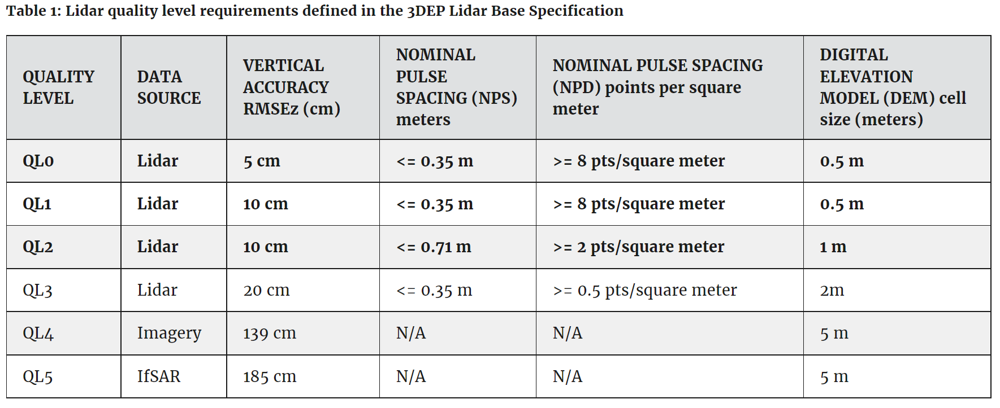 Table 1: Lidar quality level requirements defined in the 3DEP Lidar Base Specification
QUALITY
LEVEL
DATA
SOURCE
VERTICAL
ACCURACY
RMSEz (cm)
NOMINAL
PULSE
SPACING (NPS)
meters
NOMINAL PULSE SPACING
(NPD) points per square
meter
DIGITAL
ELEVATION
MODEL (DEM) cell
size (meters)
QL0 Lidar 5 cm <= 0.35 m >= 8 pts/square meter 0.5 m
QL1 Lidar 10 cm <= 0.35 m >= 8 pts/square meter 0.5 m
QL2 Lidar 10 cm <= 0.71 m >= 2 pts/square meter 1 m
QL3 Lidar 20 cm <= 0.35 m >= 0.5 pts/square meter 2m
QL4 Imagery 139 cm N/A N/A 5 m
QL5 IfSAR 185 cm N/A N/A 5 m